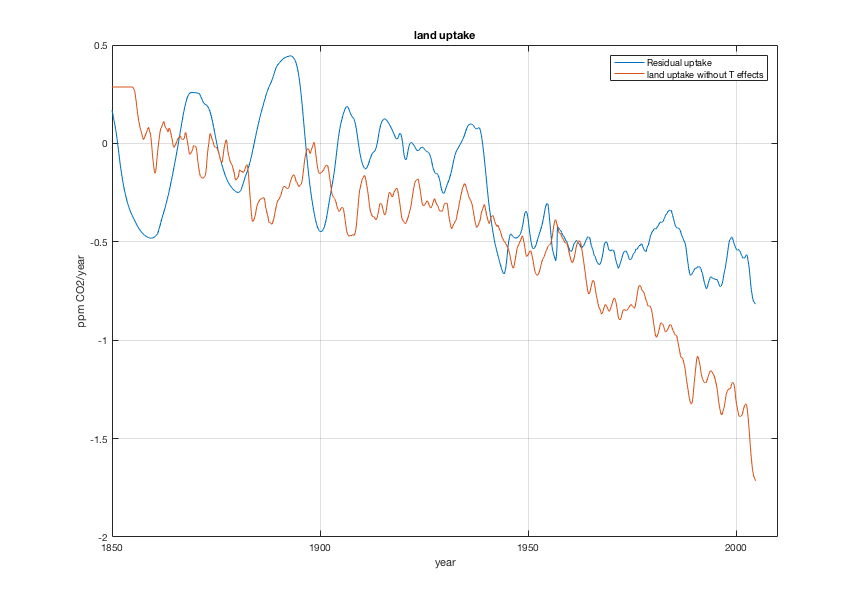 land uptake
0.5
Residual uptake
land uptake without T effects
0
-0.5
ppm CO2/year
-1
-1.5
-2
1850 1900 1950 2000
year